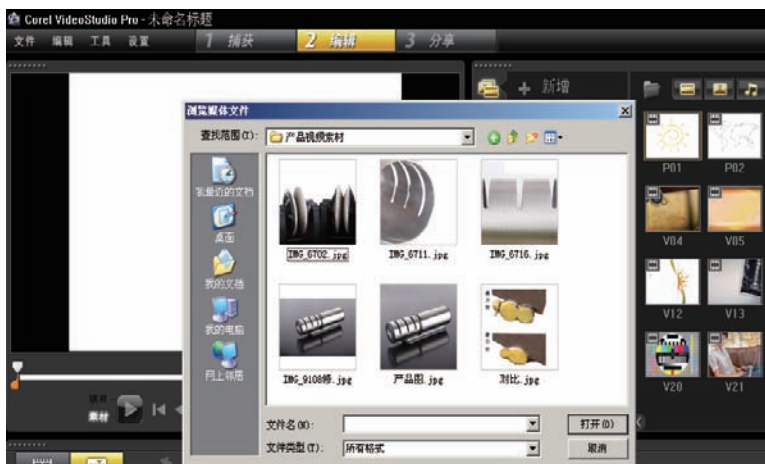 Corel VideoStudio Pro - 未命名标题
文件 编辑 工具 设置 1 捕获 2 编辑 3 分享
+ 新增
浏览媒体文件
查找范围(I): 产品视频素材
我最近的文档
桌面
我的文档
我的电脑
网上邻居
IMG_6702.jpg IMG_6711.jpg IMG_6716.jpg
IMG_9108修.jpg 产品图.jpg 对比.jpg
文件名(N): 打开(O)
文件类型(T): 所有格式 取消
P01 P02
V04 V05
V12 V13
V20 V21
项目
素材